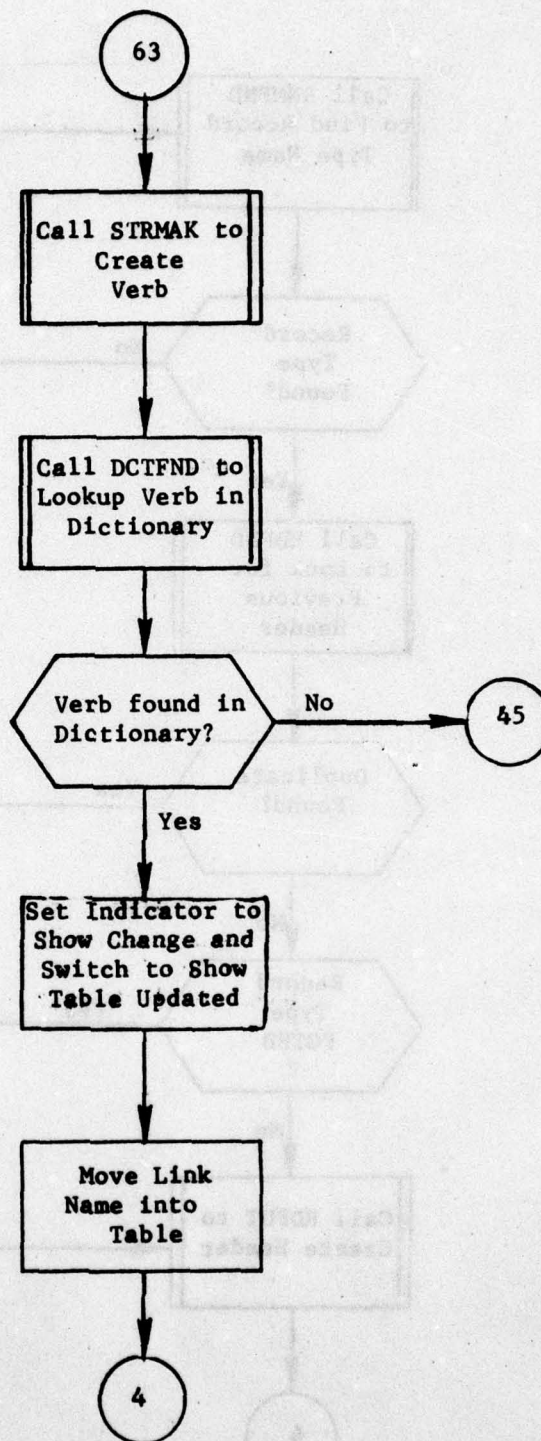 63
Call STRMAK to
Create
Verb
Call DCTFND to
Lookup Verb in
Dictionary
Verb found in
Dictionary?
No
45
Yes
Set Indicator to
Show Change and
Switch to Show
Table Updated
Move Link
Name into
Table
4